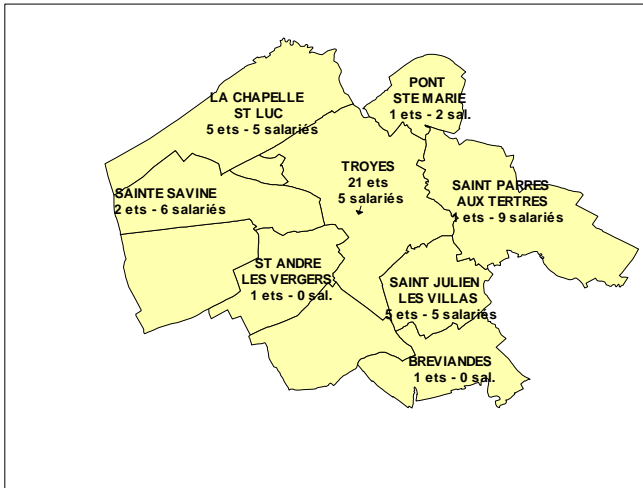 PONT
STE MARIE
1 ets - 2 sal.
LA CHAPELLE
ST LUC
5 ets - 5 salariés
TROYES
21 ets
5 salariés
SAINT PARRES
AUX TERTRES
1 ets - 9 salariés
SAINTE SAVINE
2 ets - 6 salariés
ST ANDRE
LES VERGERS
1 ets - 0 sal.
SAINT JULIEN
LES VILLAS
5 ets - 5 salariés
BREVIANDES
1 ets - 0 sal.